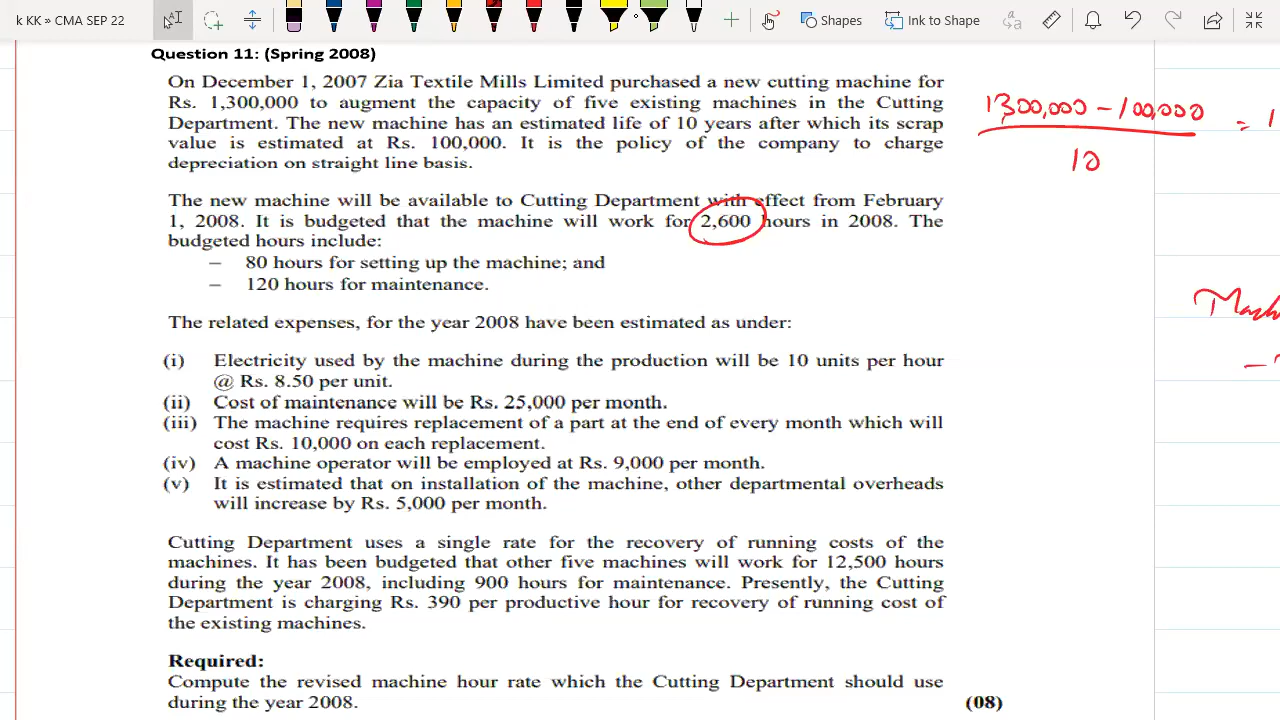 k KK » CMA SEP 22
Shapes
Ink to Shape
Question 11: (Spring 2008)
On December 1, 2007 Zia Textile Mills Limited purchased a new cutting machine for
Rs. 1,300,000 to augment the capacity of five existing machines in the Cutting
Department. The new machine has an estimated life of 10 years after which its scrap
value is estimated at Rs. 100,000. It is the policy of the company to charge
depreciation on straight line basis.
1300,000 - 100,000
= 1
10
The new machine will be available to Cutting Department with effect from February
1, 2008. It is budgeted that the machine will work for 2,600 hours in 2008. The
budgeted hours include:
– 80 hours for setting up the machine; and
– 120 hours for maintenance.
The related expenses, for the year 2008 have been estimated as under:
(i) Electricity used by the machine during the production will be 10 units per hour
@ Rs. 8.50 per unit.
(ii) Cost of maintenance will be Rs. 25,000 per month.
(iii) The machine requires replacement of a part at the end of every month which will
cost Rs. 10,000 on each replacement.
(iv) A machine operator will be employed at Rs. 9,000 per month.
(v) It is estimated that on installation of the machine, other departmental overheads
will increase by Rs. 5,000 per month.
Cutting Department uses a single rate for the recovery of running costs of the
machines. It has been budgeted that other five machines will work for 12,500 hours
during the year 2008, including 900 hours for maintenance. Presently, the Cutting
Department is charging Rs. 390 per productive hour for recovery of running cost of
the existing machines.
Required:
Compute the revised machine hour rate which the Cutting Department should use
during the year 2008.
(08)